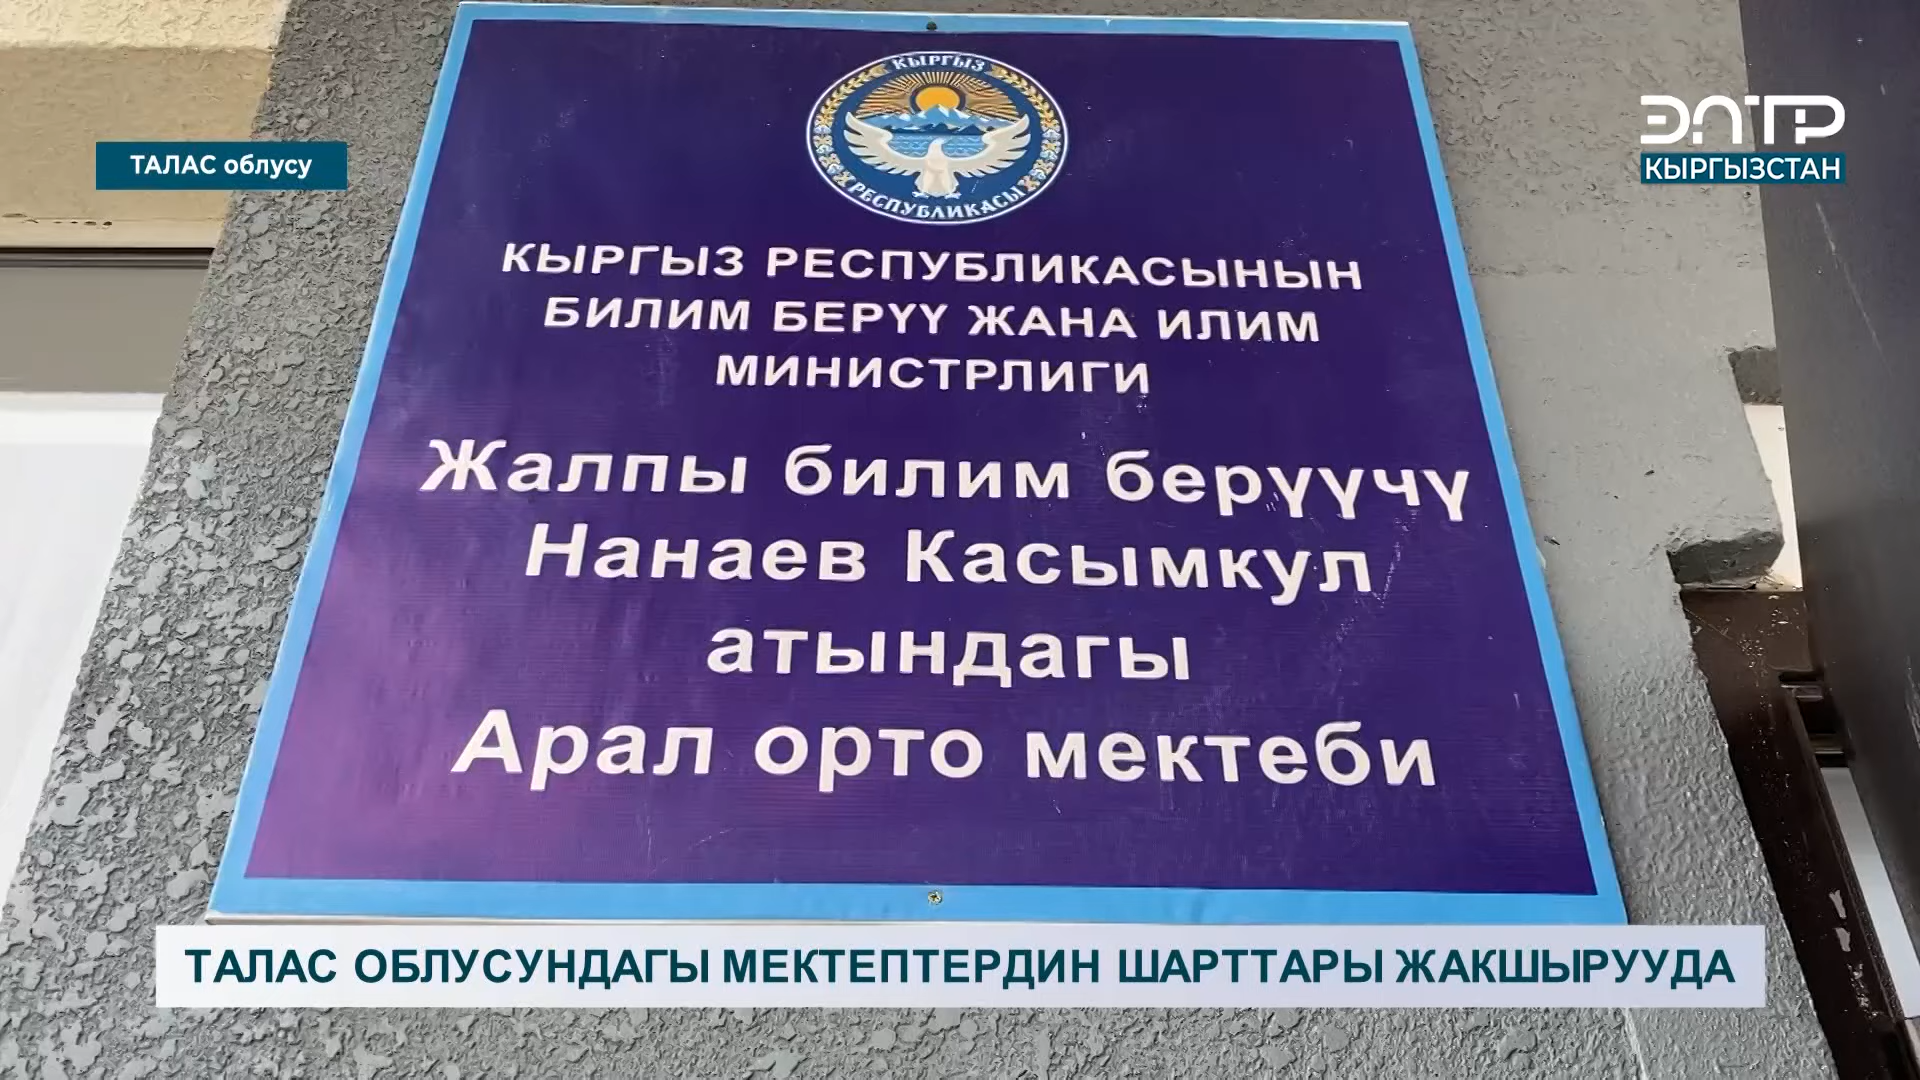 ТАЛАС облусу
ЭЛТР
КЫРГЫЗСТАН
КЫРГЫЗ
РЕСПУБЛИКАСЫ
КЫРГЫЗ РЕСПУБЛИКАСЫНЫН
БИЛИМ БЕРҮҮ ЖАНА ИЛИМ
МИНИСТРЛИГИ
Жалпы билим берүүчү
Нанаев Касымкул
атындагы
Арал орто мектеби
ТАЛАС ОБЛУСУНДАГЫ МЕКТЕПТЕРДИН ШАРТТАРЫ ЖАКШЫРУУДА